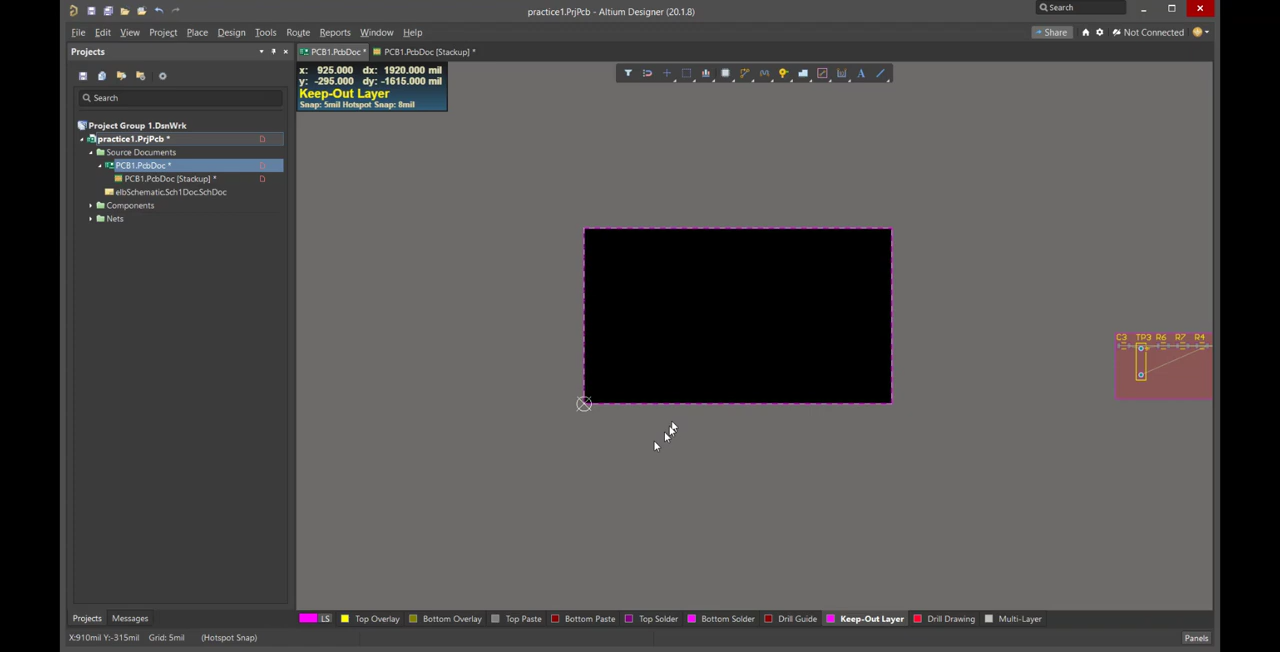 practice1.PrjPcb - Altium Designer (20.1.8)
Search
File Edit View Project Place Design Tools Route Reports Window Help
Share Not Connected
Projects
PCB1.PcbDoc * PCB1.PcbDoc [Stackup] *
x: 925.000 dx: 1920.000 mil
y: -295.000 dy: -1615.000 mil
Keep-Out Layer
Snap: 5mil Hotspot Snap: 8mil
Search
Project Group 1.DsnWrk
practice1.PrjPcb *
Source Documents
PCB1.PcbDoc *
PCB1.PcbDoc [Stackup] *
elbSchematic.Sch1Doc.SchDoc
Components
Nets
C3 TP3 R6 R7 R4
Projects Messages
LS Top Overlay Bottom Overlay Top Paste Bottom Paste Top Solder Bottom Solder Drill Guide Keep-Out Layer Drill Drawing Multi-Layer
X:910mil Y:-315mil Grid: 5mil (Hotspot Snap)
Panels